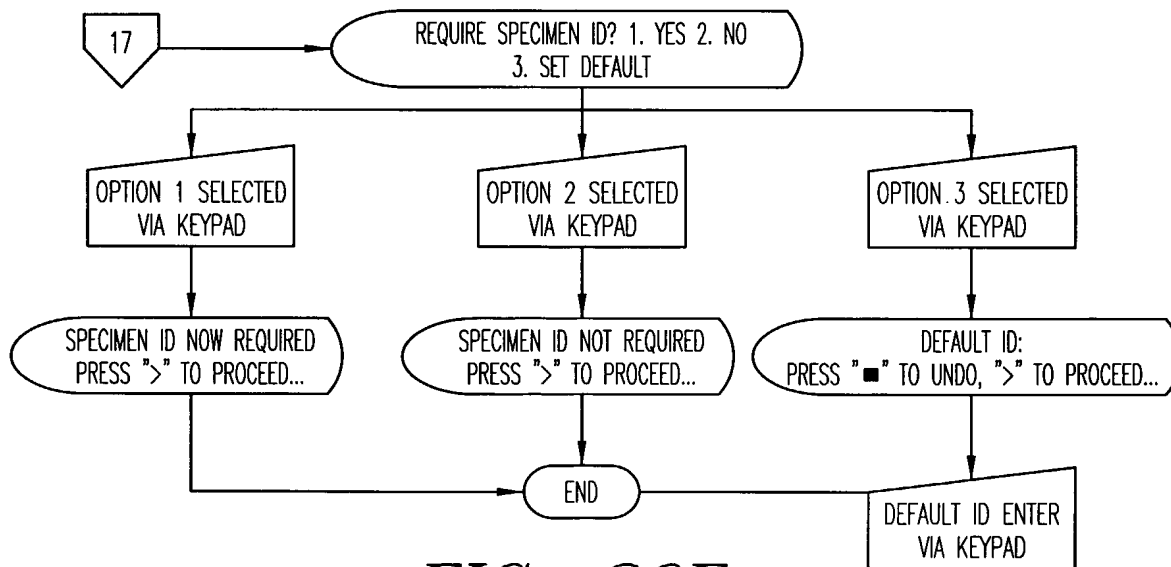 17
REQUIRE SPECIMEN ID? 1. YES 2. NO
3. SET DEFAULT
OPTION 1 SELECTED
VIA KEYPAD
OPTION 2 SELECTED
VIA KEYPAD
OPTION. 3 SELECTED
VIA KEYPAD
SPECIMEN ID NOW REQUIRED
PRESS ">" TO PROCEED...
SPECIMEN ID NOT REQUIRED
PRESS ">" TO PROCEED...
DEFAULT ID:
PRESS "■" TO UNDO, ">" TO PROCEED...
END
DEFAULT ID ENTER
VIA KEYPAD